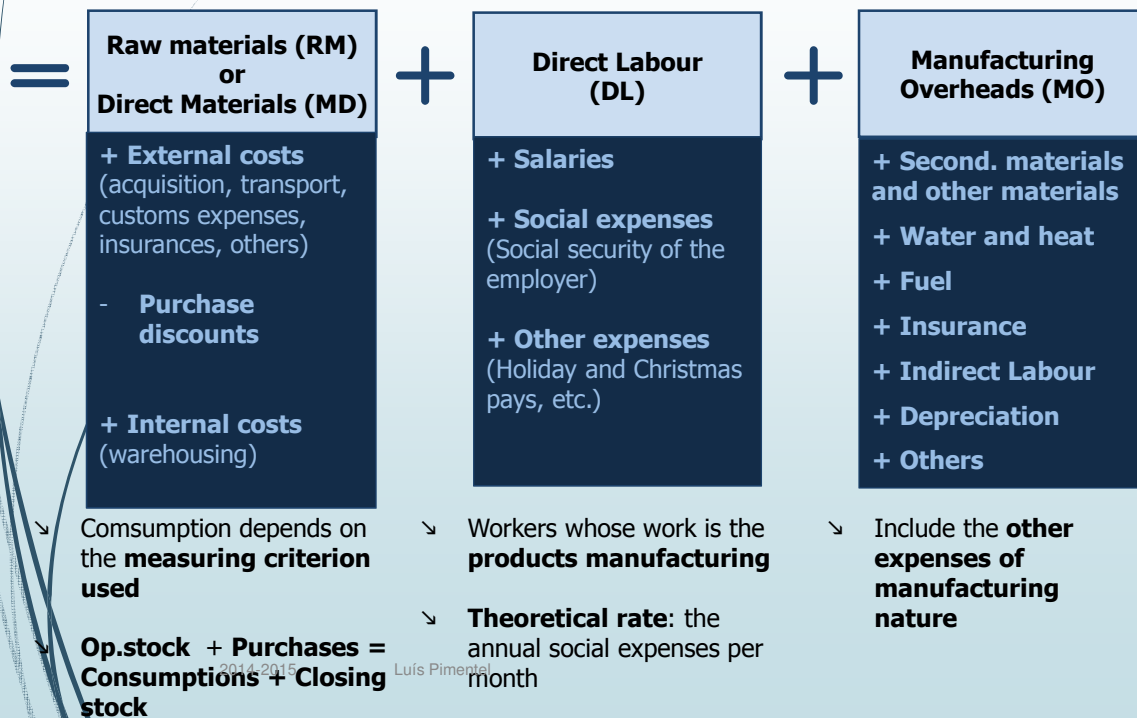 =
Raw materials (RM)
or
Direct Materials (MD)
+ External costs
(acquisition, transport,
customs expenses,
insurances, others)
- Purchase
discounts
+ Internal costs
(warehousing)
↘ Comsumption depends on
the measuring criterion
used
↘ Op.stock + Purchases =
Consumptions + Closing
stock
+
Direct Labour
(DL)
+ Salaries
+ Social expenses
(Social security of the
employer)
+ Other expenses
(Holiday and Christmas
pays, etc.)
↘ Workers whose work is the
products manufacturing
↘ Theoretical rate: the
annual social expenses per
month
+
Manufacturing
Overheads (MO)
+ Second. materials
and other materials
+ Water and heat
+ Fuel
+ Insurance
+ Indirect Labour
+ Depreciation
+ Others
↘ Include the other
expenses of
manufacturing
nature
2014-2015
Luís Pimentel